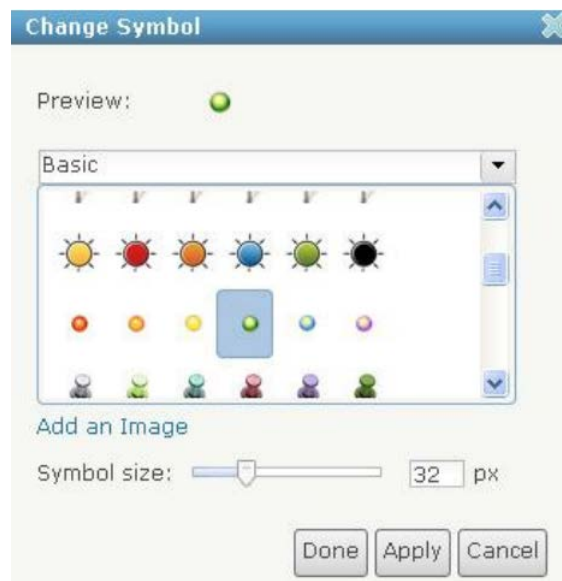 Change Symbol
Preview:
Basic
Add an Image
Symbol size: 32 px
Done Apply Cancel